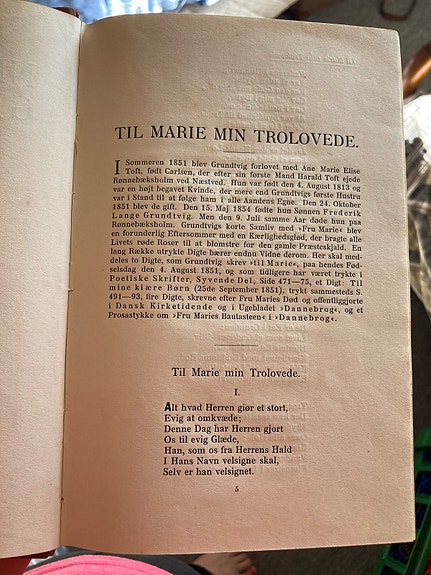 TIL MARIE MIN TROLOVEDE.
I Sommeren 1851 blev Grundtvig forlovet med Ane Marie Elise
Toft, født Carlsen, der efter sin første Mand Harald Toft ejede
Rønnebæksholm ved Næstved. Hun var født den 4. August 1813 og
var en højt begavet Kvinde, der mere end Grundtvigs første Hustru
var i Stand til at følge ham i alle Aandens Egne. Den 24. Oktober
1851 blev de gift. Den 15. Maj 1854 fødte hun Sønnen Frederik
Lange Grundtvig. Men den 9. Juli samme Aar døde hun paa
Rønnebæksholm. Grundtvigs korte Samliv med »Fru Marie« blev
en forunderlig Eftersommer med en Kærlighedsglød, der bragte alle
Livets røde Roser til at blomstre for den gamle Præsteskjald. En
lang Række utrykte Digte bærer endnu Vidne derom. Her skal med-
deles to Digte, som Grundtvig skrev »til Marie«, paa hendes Fød-
selsdag den 4. August 1851, og som tidligere har været trykte i
Poetiske Skrifter, Syvende Del, Side 471—75, et Digt: Til
mine kiære Børn (25de September 1851), trykt sammesteds S.
491—93, fire Digte, skrevne efter Fru Maries Død og offentliggjorte
i Dansk Kirketidende og i Ugebladet »Dannebrog«, og et
Prosastykke om »Fru Maries Bautasteen« i »Dannebrog«.
Til Marie min Trolovede.
I.
Alt hvad Herren giør et stort,
Evig at omkvæde;
Denne Dag har Herren gjort
Os til evig Glæde,
Han, som os fra Herrens Hald
I Hans Navn velsigne skal,
Selv er han velsignet.
5